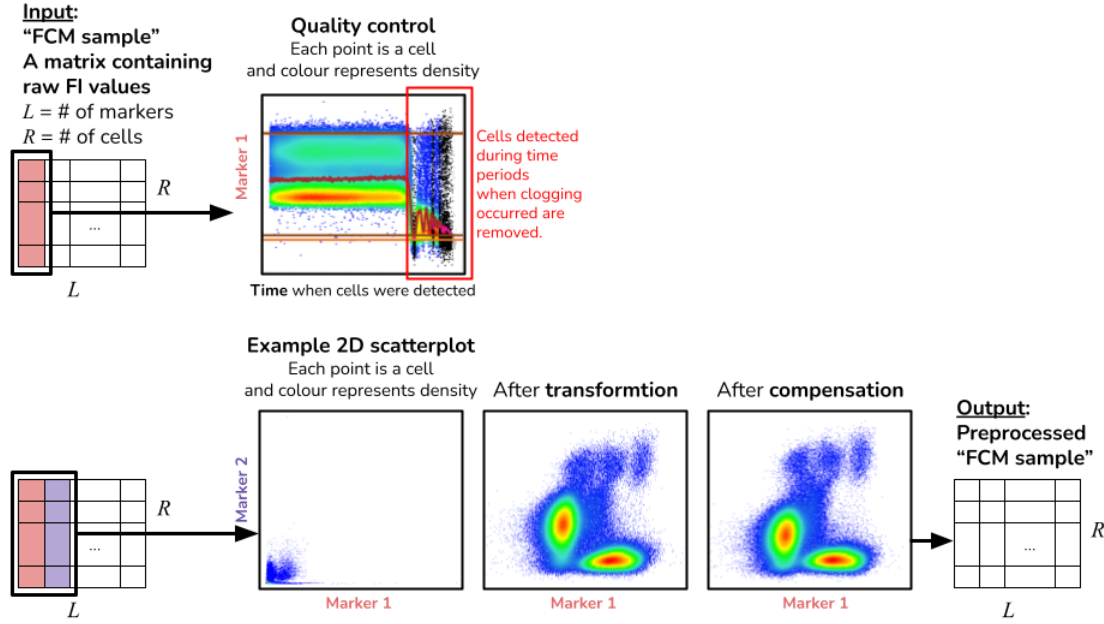 Input:
“FCM sample”
A matrix containing
raw FI values
L = # of markers
R = # of cells
R
...
L
Quality control
Each point is a cell
and colour represents density
Marker 1
Cells detected
during time
periods
when clogging
occurred are
removed.
Time when cells were detected
Example 2D scatterplot
Each point is a cell
and colour represents density
After transformtion
After compensation
Output:
Preprocessed
“FCM sample”
R
...
L
Marker 2
Marker 1
Marker 1
Marker 1
R
...
L